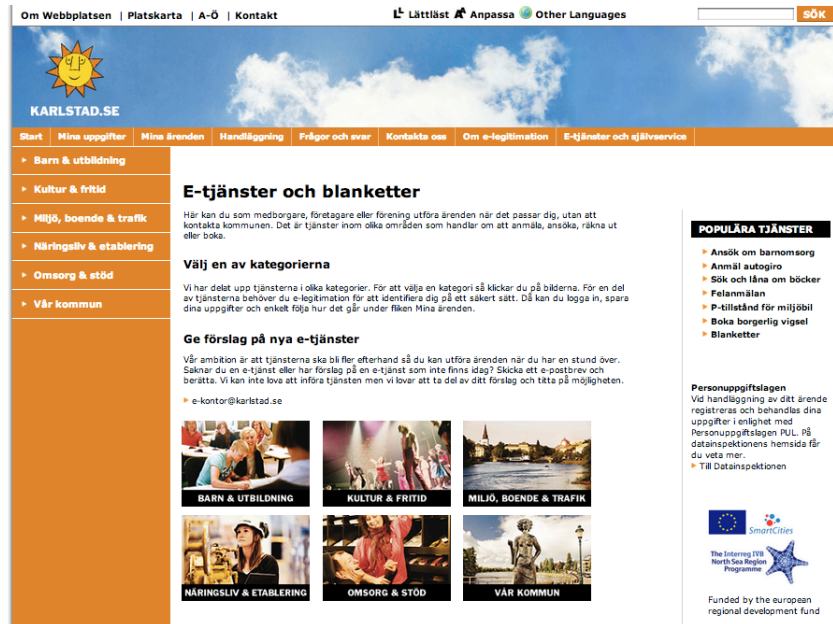 Om Webbplatsen | Platskarta | A-Ö | Kontakt
Lättläst Anpassa Other Languages
SÖK
KARLSTAD.SE
Start Mina uppgifter Mina ärenden Handläggning Frågor och svar Kontakta oss Om e-legitimation E-tjänster och självservice
Barn & utbildning
Kultur & fritid
Miljö, boende & trafik
Näringsliv & etablering
Omsorg & stöd
Vår kommun
E-tjänster och blanketter
Här kan du som medborgare, företagare eller förening utföra ärenden när det passar dig, utan att
kontakta kommunen. Det är tjänster inom olika områden som handlar om att anmäla, ansöka, räkna ut
eller boka.
Välj en av kategorierna
Vi har delat upp tjänsterna i olika kategorier. För att välja en kategori så klickar du på bilderna. För en del
av tjänsterna behöver du e-legitimation för att identifiera dig på ett säkert sätt. Då kan du logga in, spara
dina uppgifter och enkelt följa hur det går under fliken Mina ärenden.
Ge förslag på nya e-tjänster
Vår ambition är att tjänsterna ska bli fler efterhand så du kan utföra ärenden när du har en stund över.
Saknar du en e-tjänst eller har förslag på en e-tjänst som inte finns idag? Skicka ett e-postbrev och
berätta. Vi kan inte lova att införa tjänsten men vi lovar att ta del av ditt förslag och titta på möjligheten.
e-kontor@karlstad.se
BARN & UTBILDNING
KULTUR & FRITID
MILJÖ, BOENDE & TRAFIK
NÄRINGSLIV & ETABLERING
OMSORG & STÖD
VÅR KOMMUN
POPULÄRA TJÄNSTER
Ansök om barnomsorg
Anmäl autogiro
Sök och låna om böcker
Felanmälan
P-tillstånd för miljöbil
Boka borgerlig vigsel
Blanketter
Personuppgiftslagen
Vid handläggning av ditt ärende
registreras och behandlas dina
uppgifter i enlighet med
Personuppgiftslagen PUL. På
datainspektionens hemsida får
du veta mer.
Till Datainspektionen
SmartCities
The Interreg IVB
North Sea Region
Programme
Funded by the european
regional development fund